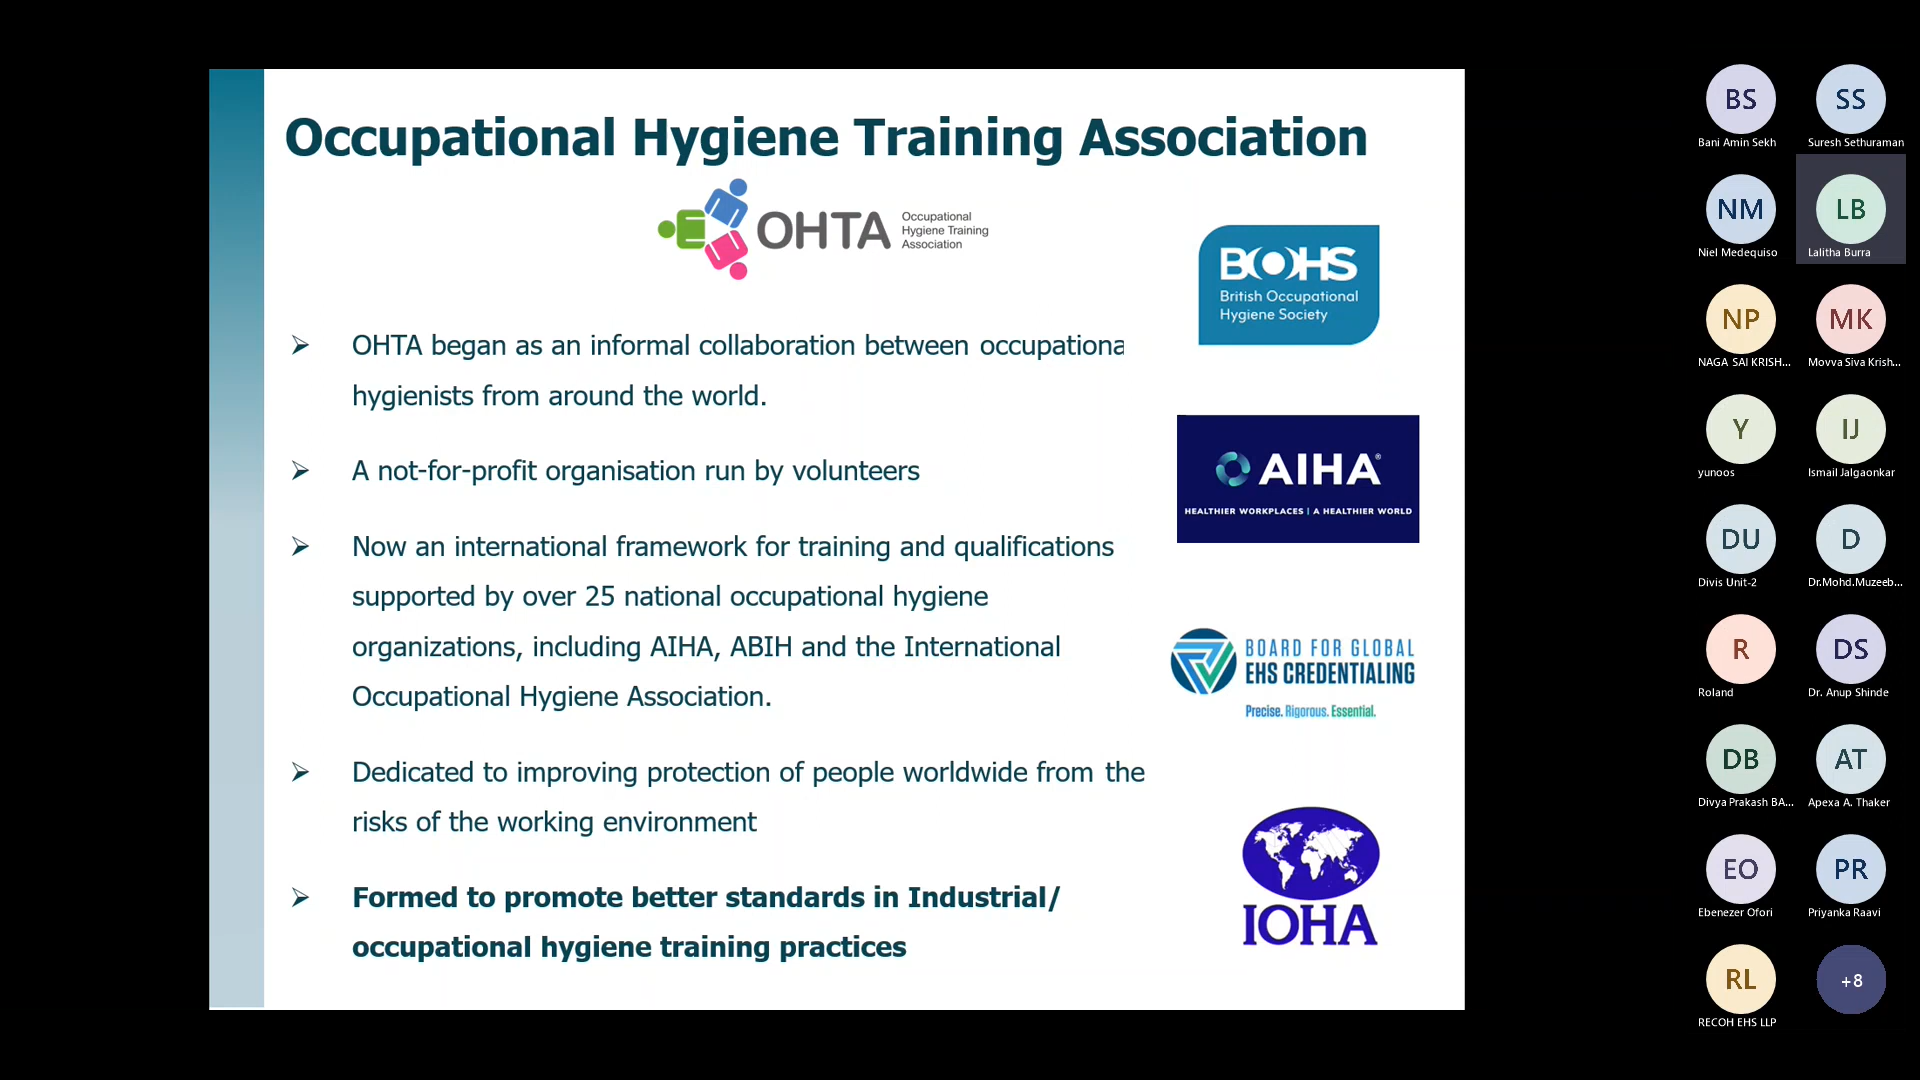 Occupational Hygiene Training Association
OHTA
Occupational
Hygiene Training
Association
BOHS
British Occupational
Hygiene Society
➢ OHTA began as an informal collaboration between occupationa
hygienists from around the world.
➢ A not-for-profit organisation run by volunteers
➢ Now an international framework for training and qualifications
supported by over 25 national occupational hygiene
organizations, including AIHA, ABIH and the International
Occupational Hygiene Association.
➢ Dedicated to improving protection of people worldwide from the
risks of the working environment
➢ Formed to promote better standards in Industrial/
occupational hygiene training practices
AIHA®
HEALTHIER WORKPLACES | A HEALTHIER WORLD
BOARD FOR GLOBAL
EHS CREDENTIALING
Precise. Rigorous. Essential.
IOHA
BS
Bani Amin Sekh
SS
Suresh Sethuraman
NM
Niel Medequiso
LB
Lalitha Burra
NP
NAGA SAI KRISH...
MK
Movva Siva Krish...
Y
yunoos
IJ
Ismail Jalgaonkar
DU
Divis Unit-2
D
Dr.Mohd.Muzeeb...
R
Roland
DS
Dr. Anup Shinde
DB
Divya Prakash BA...
AT
Apexa A. Thaker
EO
Ebenezer Ofori
PR
Priyanka Raavi
RL
RECOH EHS LLP
+8